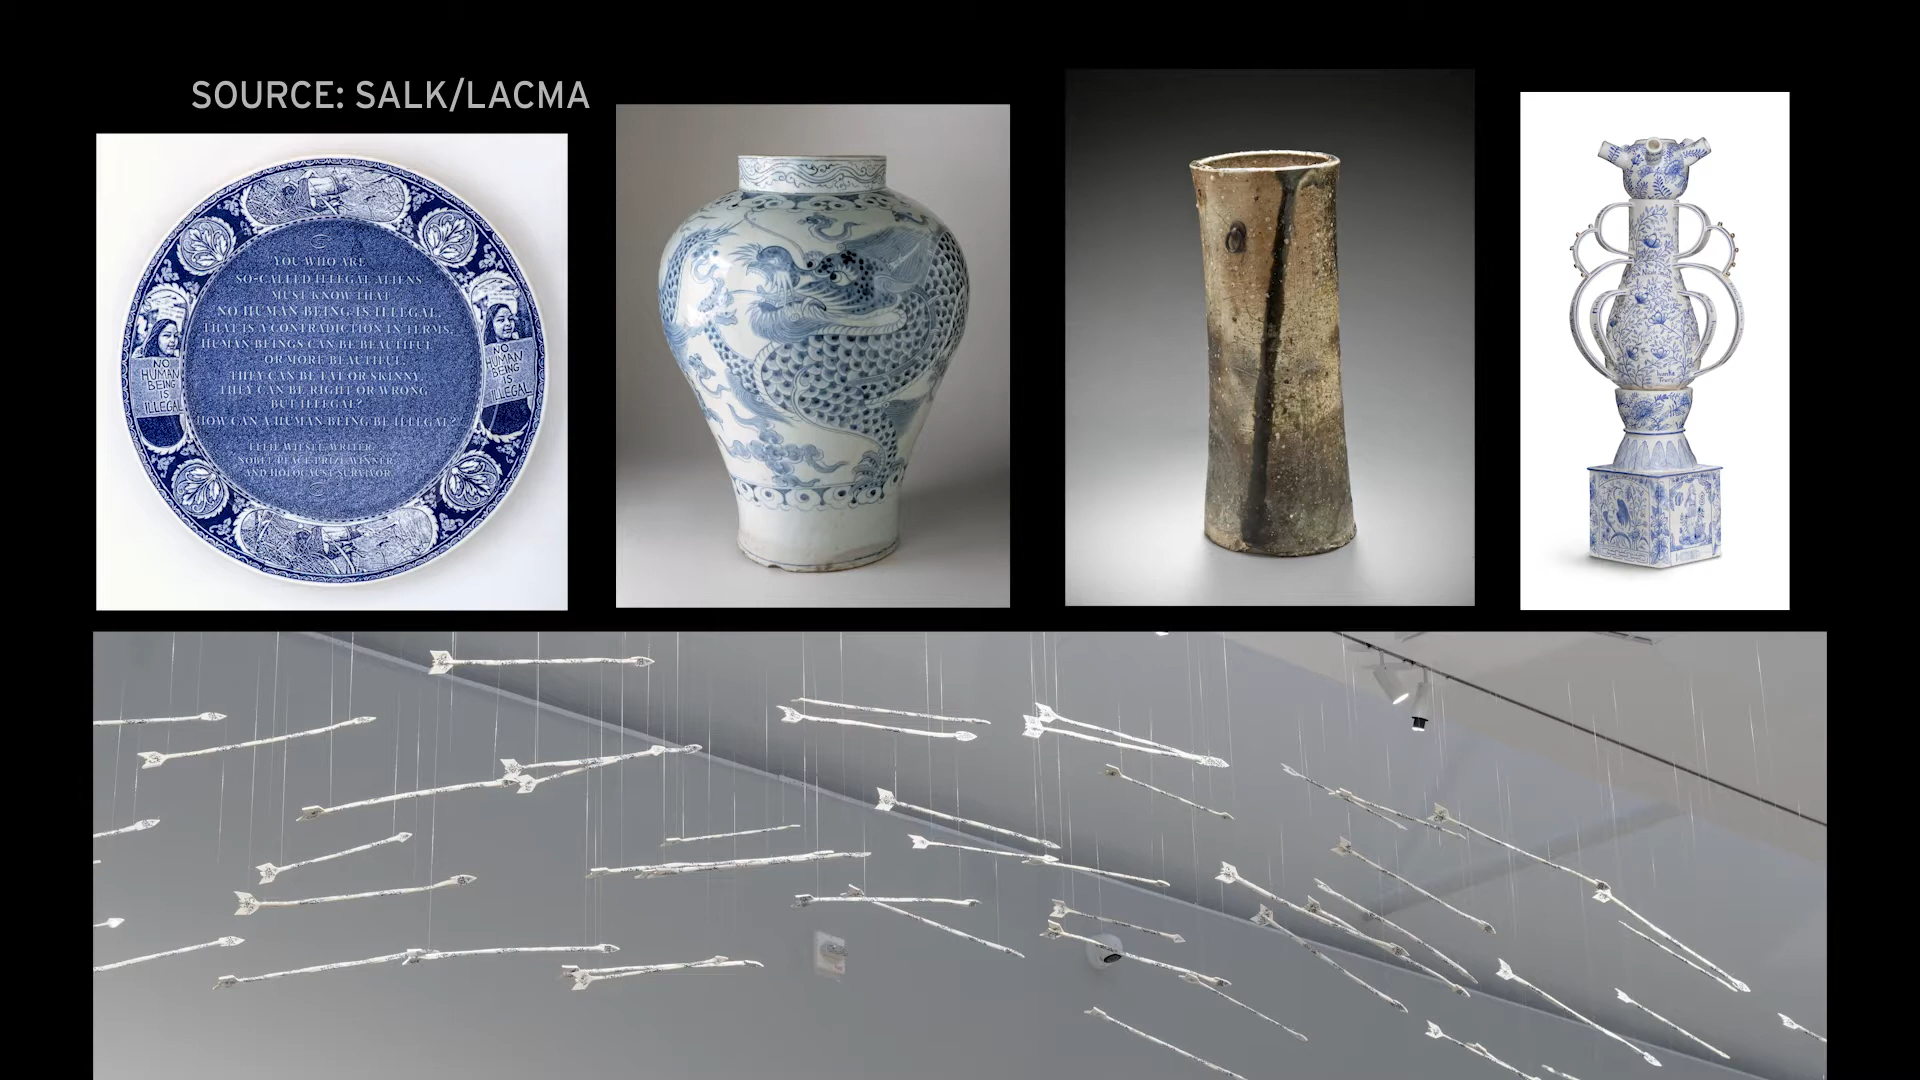 SOURCE: SALK/LACMA
YOU WHO ARE
SO-CALLED ILLEGAL ALIENS
MUST KNOW THAT
NO HUMAN BEING IS ILLEGAL.
THAT IS A CONTRADICTION IN TERMS.
HUMAN BEINGS CAN BE BEAUTIFUL
OR MORE BEAUTIFUL,
THEY CAN BE FAT OR SKINNY,
THEY CAN BE RIGHT OR WRONG
BUT ILLEGAL?
HOW CAN A HUMAN BEING BE ILLEGAL?
ELIE WIESEL, WRITER,
NOBEL PEACE PRIZE WINNER,
AND HOLOCAUST SURVIVOR
NO
HUMAN
BEING
IS
ILLEGAL
NO
HUMAN
BEING
IS
ILLEGAL